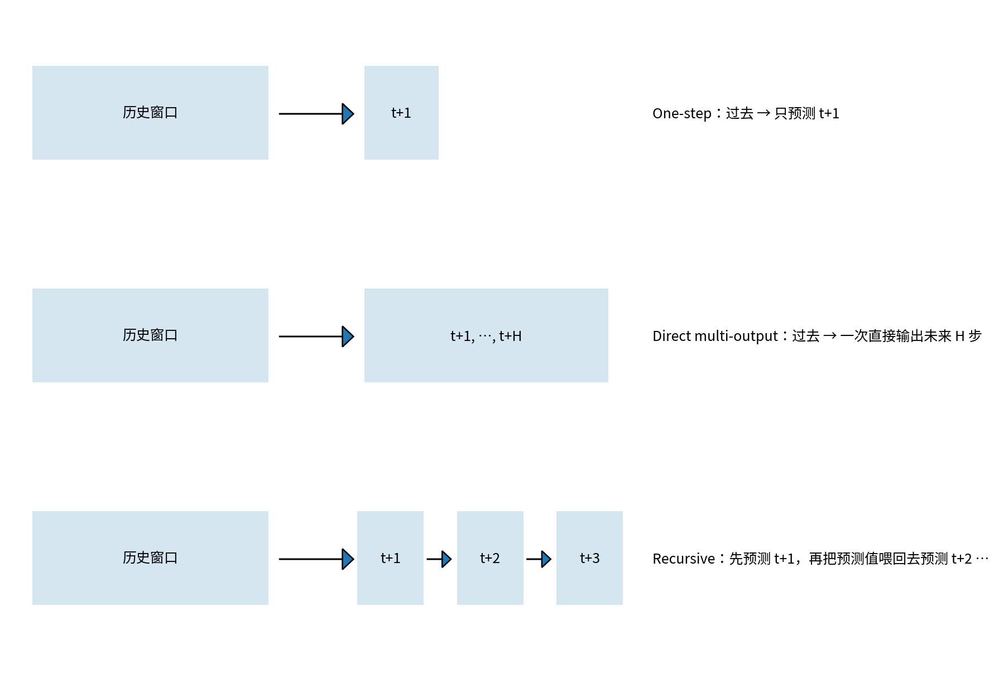 历史窗口
t+1
One-step：过去 → 只预测 t+1
历史窗口
t+1, …, t+H
Direct multi-output：过去 → 一次直接输出未来 H 步
历史窗口
t+1
t+2
t+3
Recursive：先预测 t+1，再把预测值喂回去预测 t+2 …